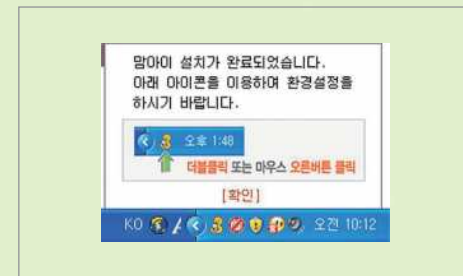 맘아이 설치가 완료되었습니다.
아래 아이콘을 이용하여 환경설정을
하시기 바랍니다.
오후 1:48
더블클릭 또는 마우스 오른버튼 클릭
[확인]
KO 오전 10:12